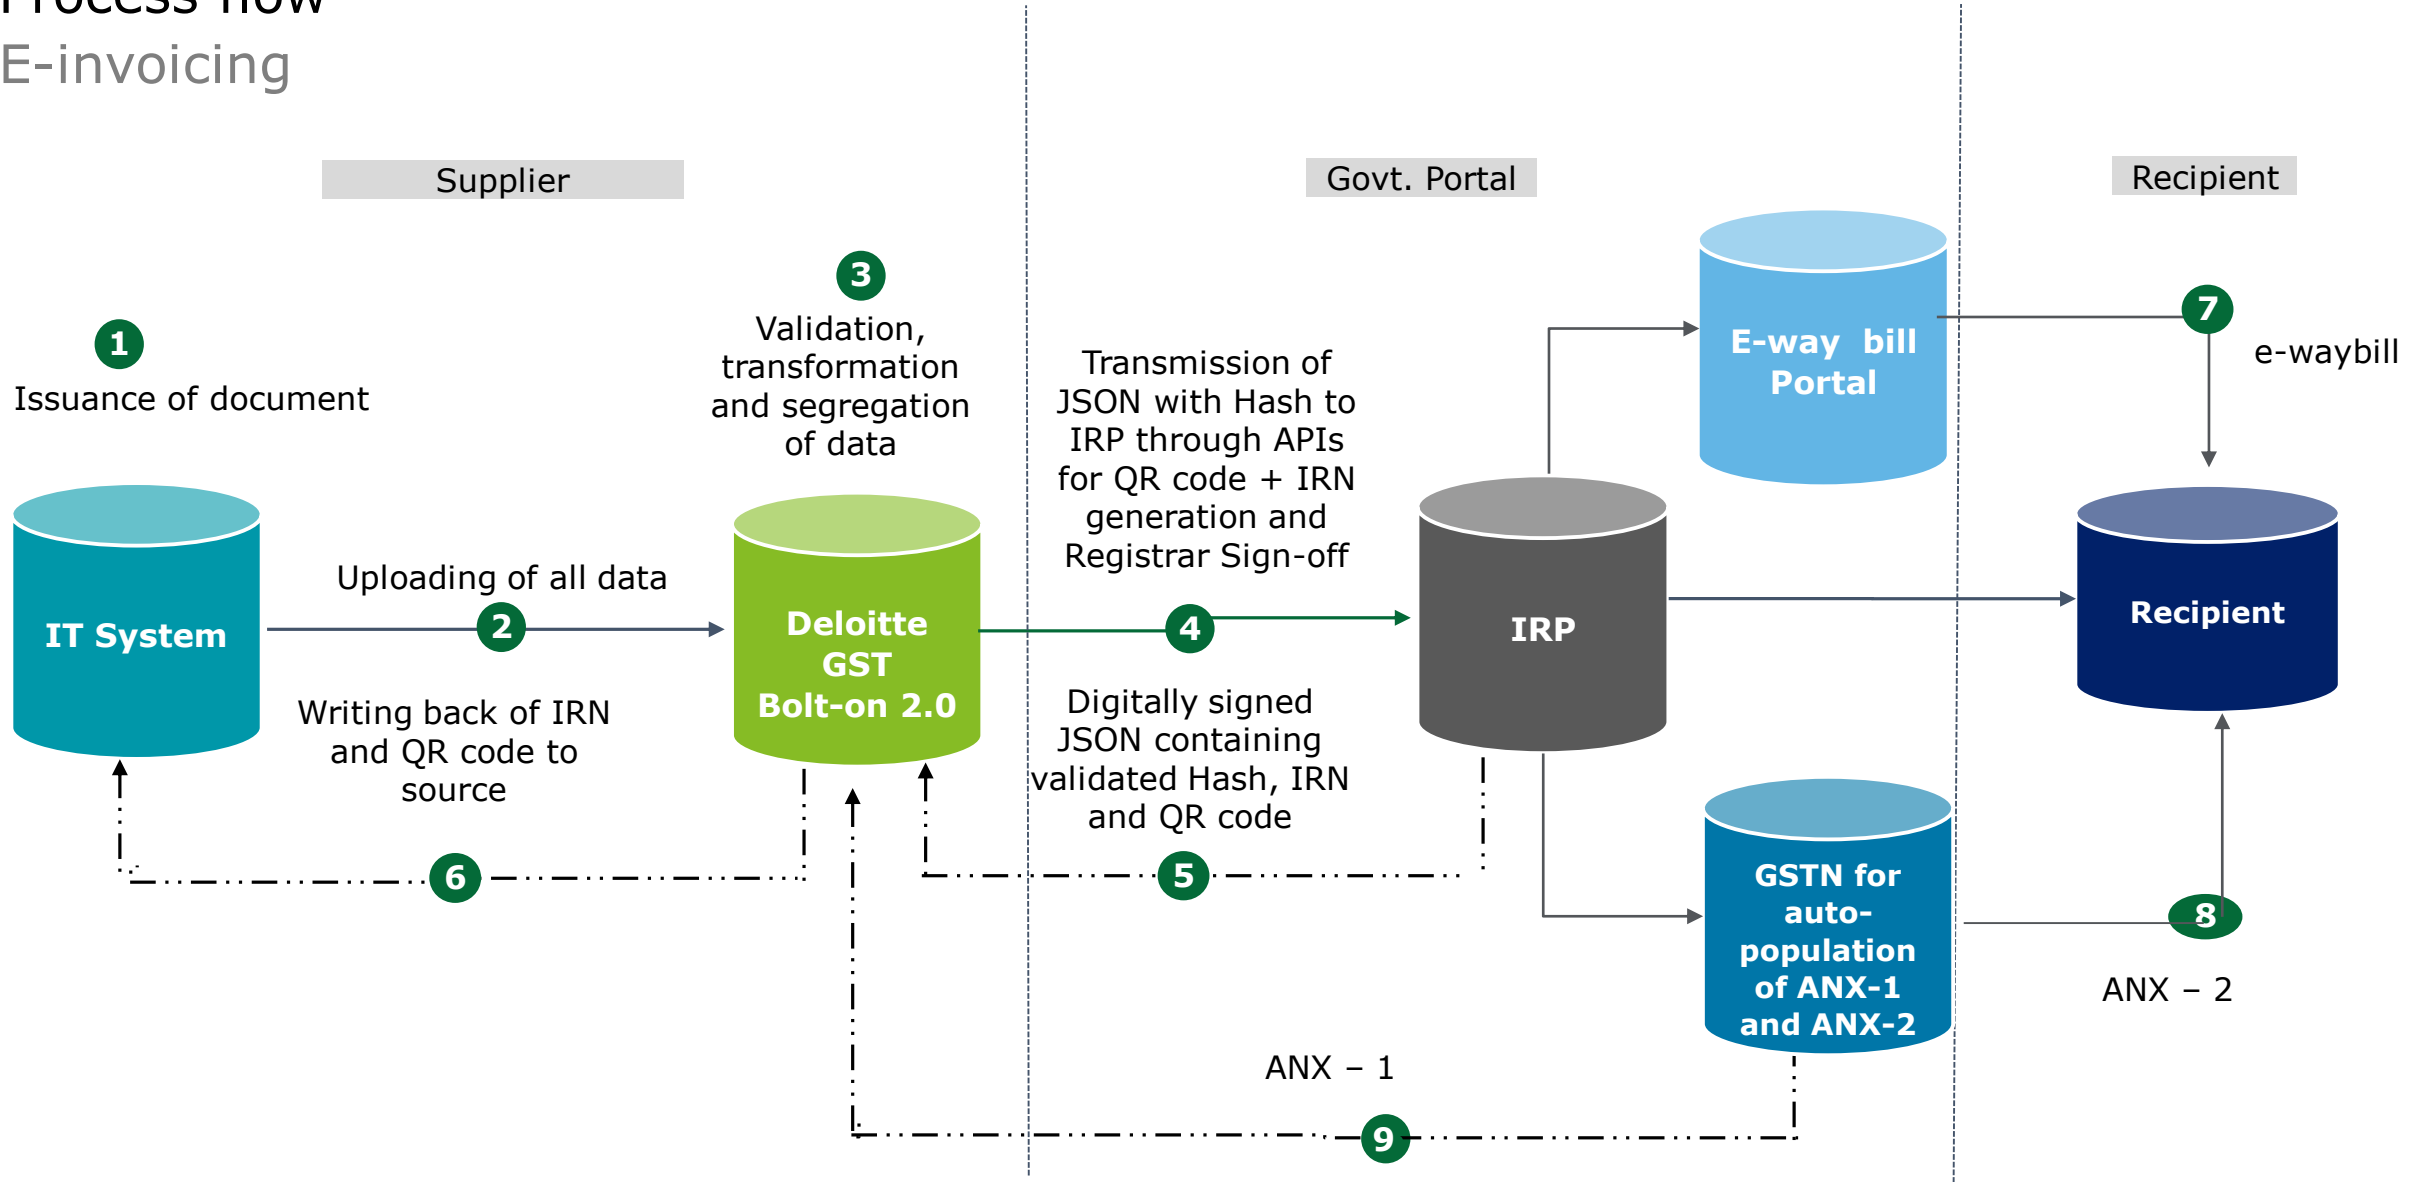 Process flow
E-invoicing
Supplier
Govt. Portal
Recipient
1
Issuance of document
IT System
Uploading of all data
2
Writing back of IRN
and QR code to
source
6
3
Validation,
transformation
and segregation
of data
Deloitte
GST
Bolt-on 2.0
Transmission of
JSON with Hash to
IRP through APIs
for QR code + IRN
generation and
Registrar Sign-off
4
Digitally signed
JSON containing
validated Hash, IRN
and QR code
5
IRP
E-way bill
Portal
7
e-waybill
Recipient
GSTN for
auto-
population
of ANX-1
and ANX-2
8
ANX – 2
ANX – 1
9